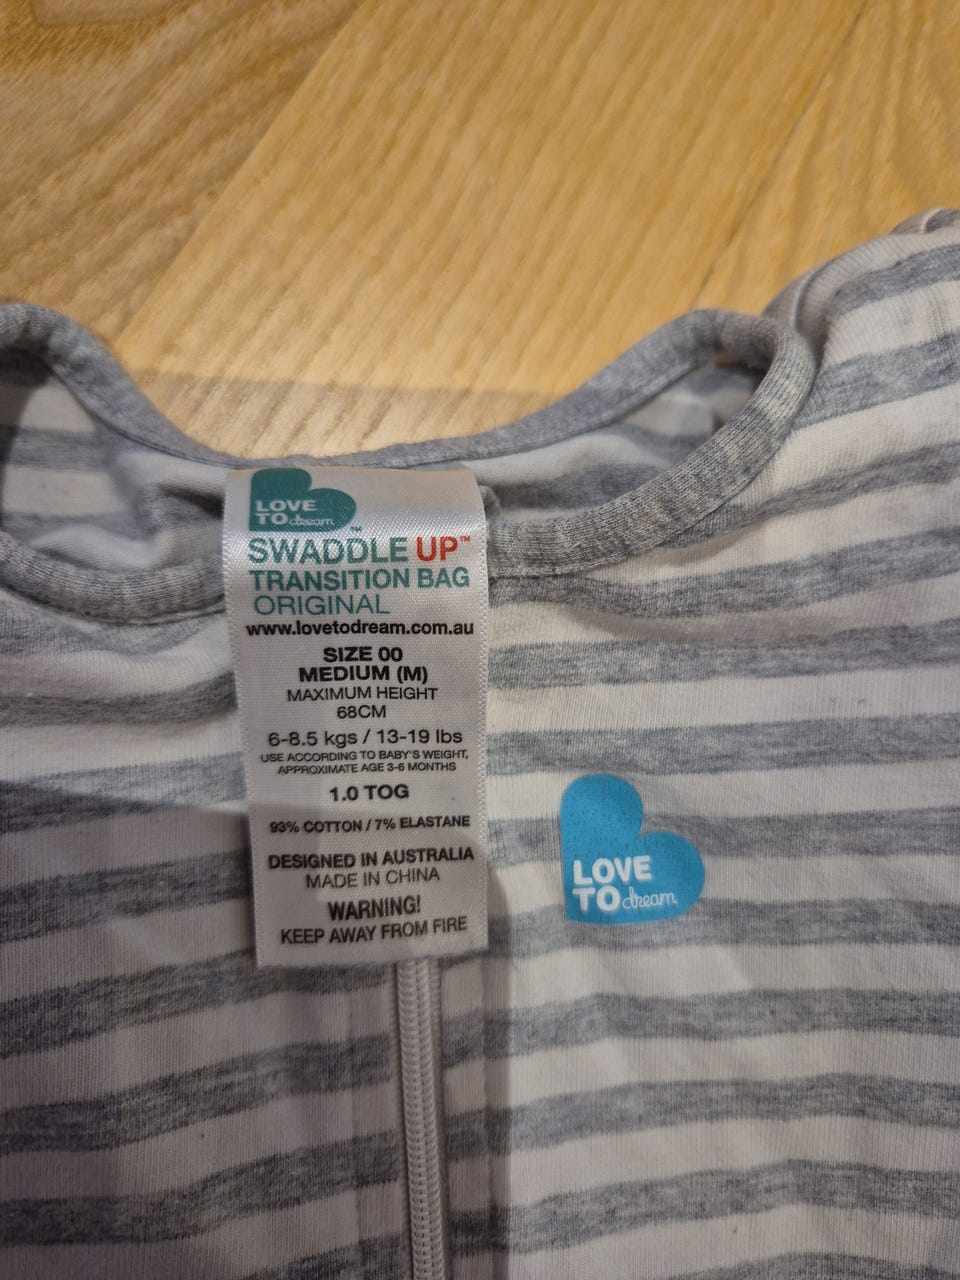 LOVE
TO dream™
SWADDLE UP™
TRANSITION BAG
ORIGINAL
www.lovetodream.com.au
SIZE 00
MEDIUM (M)
MAXIMUM HEIGHT
68CM
6-8.5 kgs / 13-19 lbs
USE ACCORDING TO BABY'S WEIGHT,
APPROXIMATE AGE 3-6 MONTHS
1.0 TOG
93% COTTON / 7% ELASTANE
DESIGNED IN AUSTRALIA
MADE IN CHINA
WARNING!
KEEP AWAY FROM FIRE
LOVE
TO dream